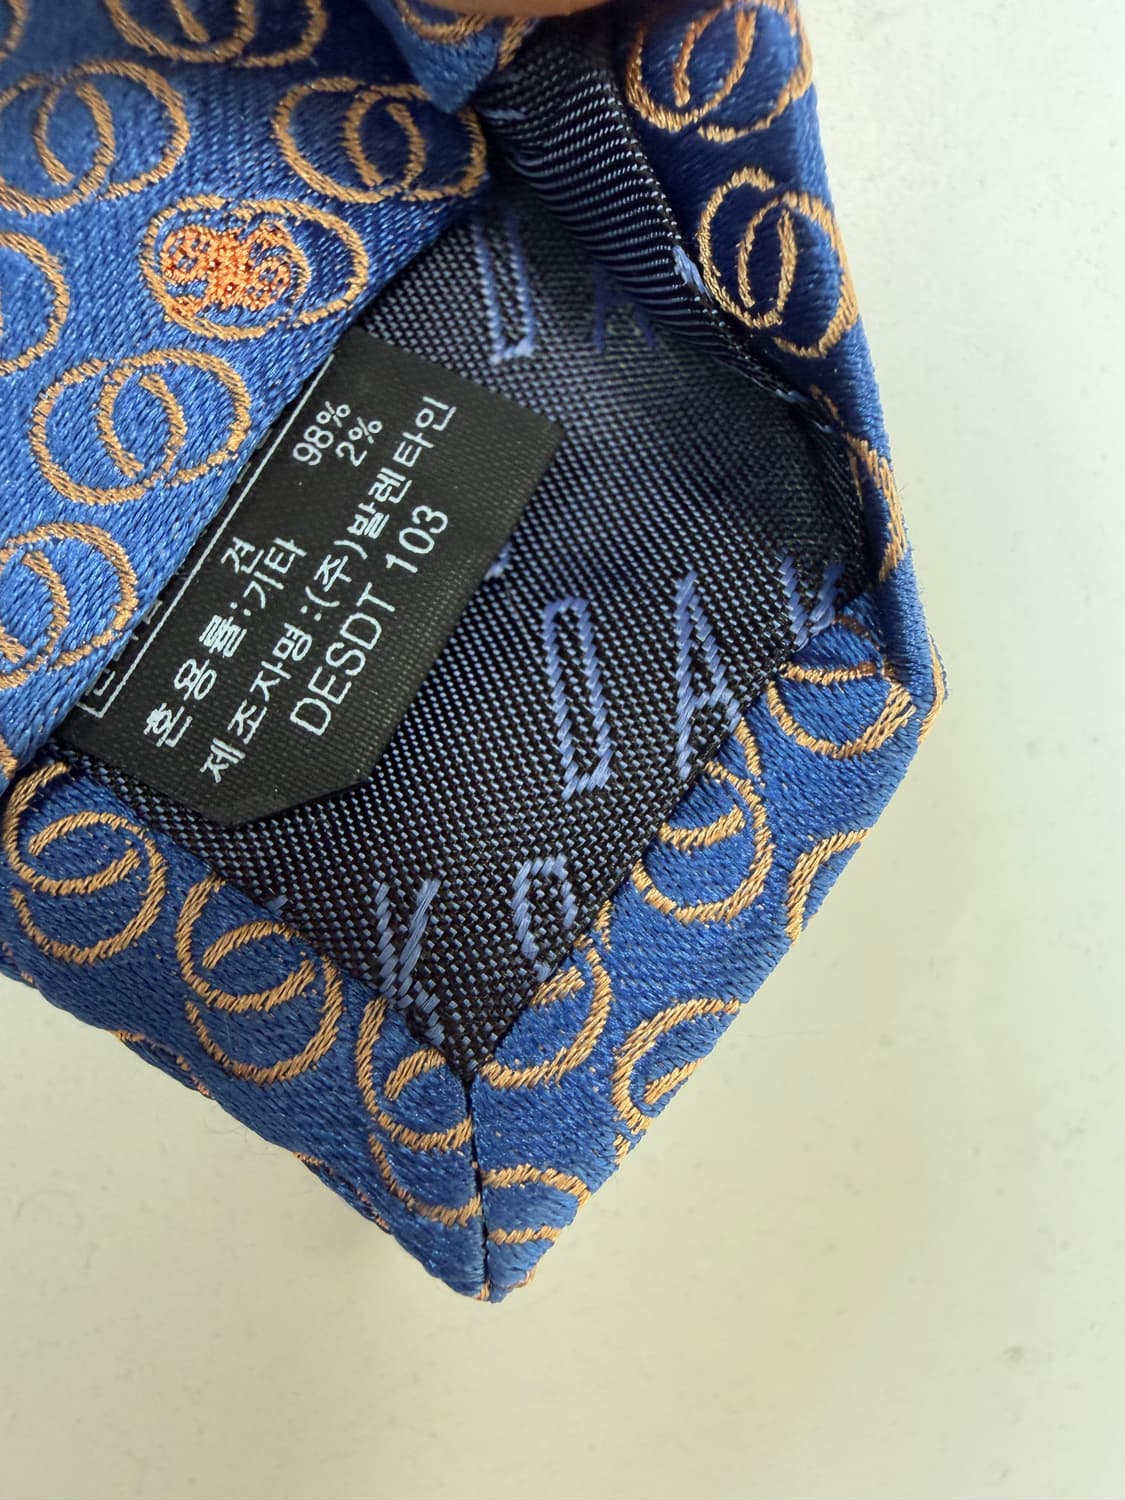 혼용률:견 98%
기타 2%
제조자명:(주)발렌타인
DESDT 103